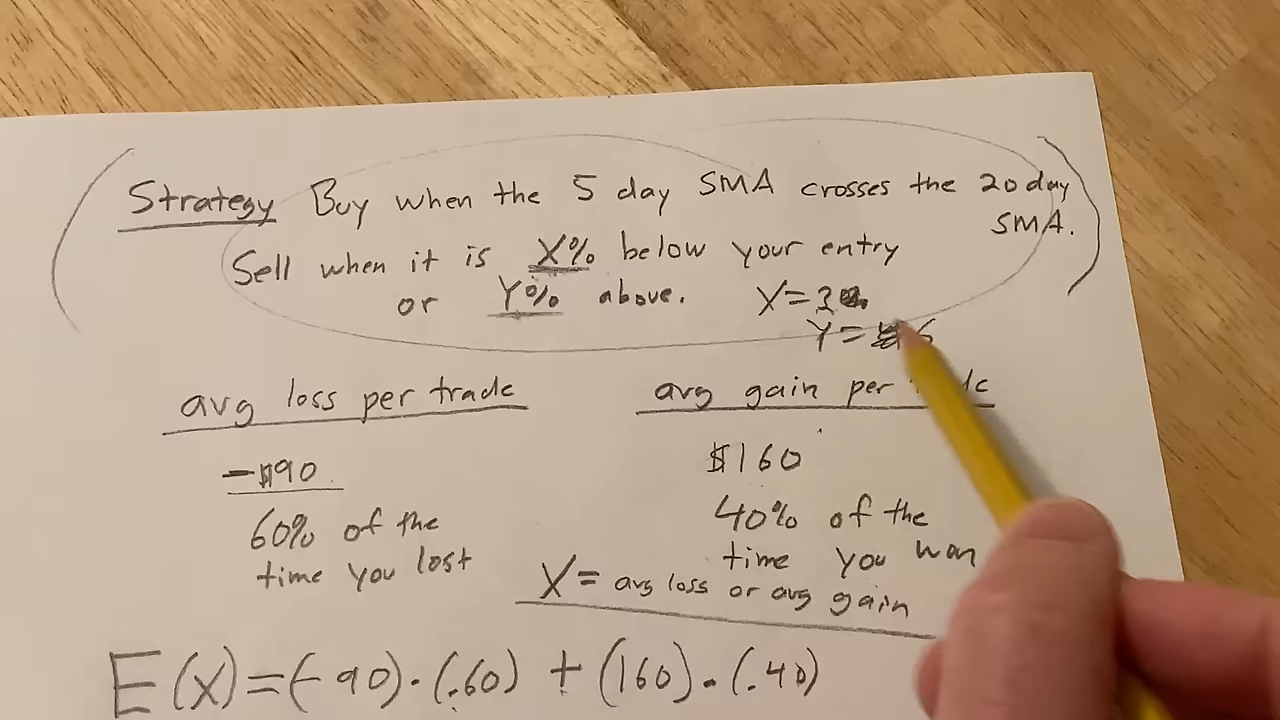 Strategy Buy when the 5 day SMA crosses the 20 day
SMA.
Sell when it is X% below your entry
or Y% above. X=3
Y=
avg loss per trade
avg gain per
-$90
$160
60% of the
time you lost
40% of the
time you won
X= avg loss or avg gain
E(X)=(-90)·(.60) + (160)·(.40)